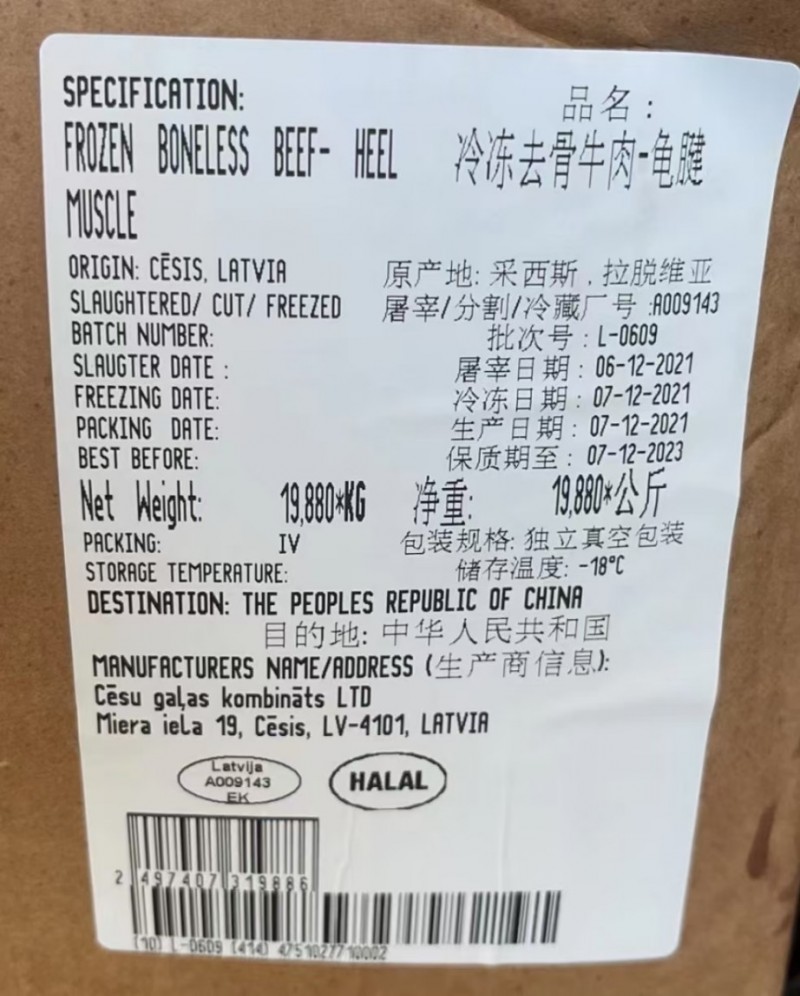 SPECIFICATION: 品名:
FROZEN BONELESS BEEF- HEEL 冷冻去骨牛肉-龟腱
MUSCLE
ORIGIN: CĒSIS, LATVIA 原产地: 采西斯,拉脱维亚
SLAUGHTERED/ CUT/ FREEZED 屠宰/分割/冷藏厂号:A009143
BATCH NUMBER: 批次号: L-0609
SLAUGTER DATE : 屠宰日期: 06-12-2021
FREEZING DATE: 冷冻日期: 07-12-2021
PACKING DATE: 生产日期: 07-12-2021
BEST BEFORE: 保质期至: 07-12-2023
Net Weight: 19,880*KG 净重: 19,880*公斤
PACKING: IV 包装规格: 独立真空包装
STORAGE TEMPERATURE: 储存温度: -18°C
DESTINATION: THE PEOPLES REPUBLIC OF CHINA
目的地: 中华人民共和国
MANUFACTURERS NAME/ADDRESS (生产商信息):
Cēsu gaļas kombināts LTD
Miera iela 19, Cēsis, LV-4101, LATVIA
Latvija
A009143
EK
HALAL
2 497407 319886
(10) L-0609 (414) 4751027710002